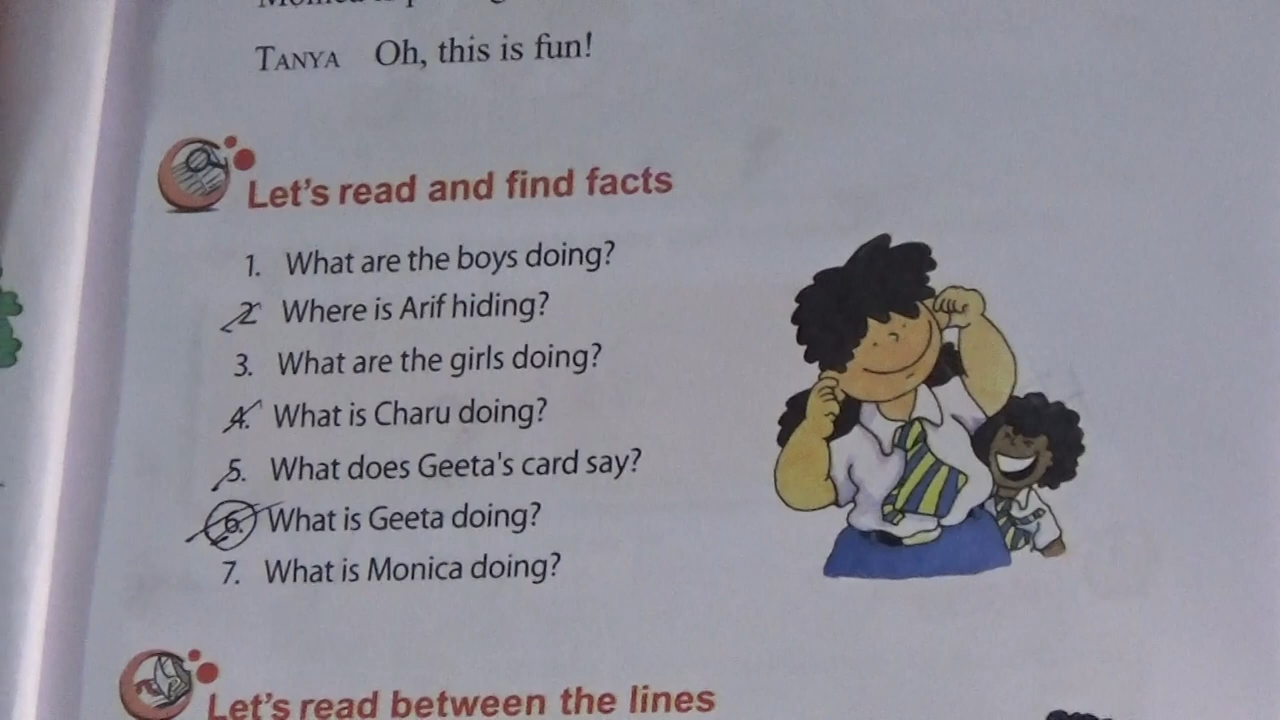 TANYA Oh, this is fun!
Let's read and find facts
1. What are the boys doing?
2. Where is Arif hiding?
3. What are the girls doing?
4. What is Charu doing?
5. What does Geeta's card say?
6. What is Geeta doing?
7. What is Monica doing?
Let's read between the lines